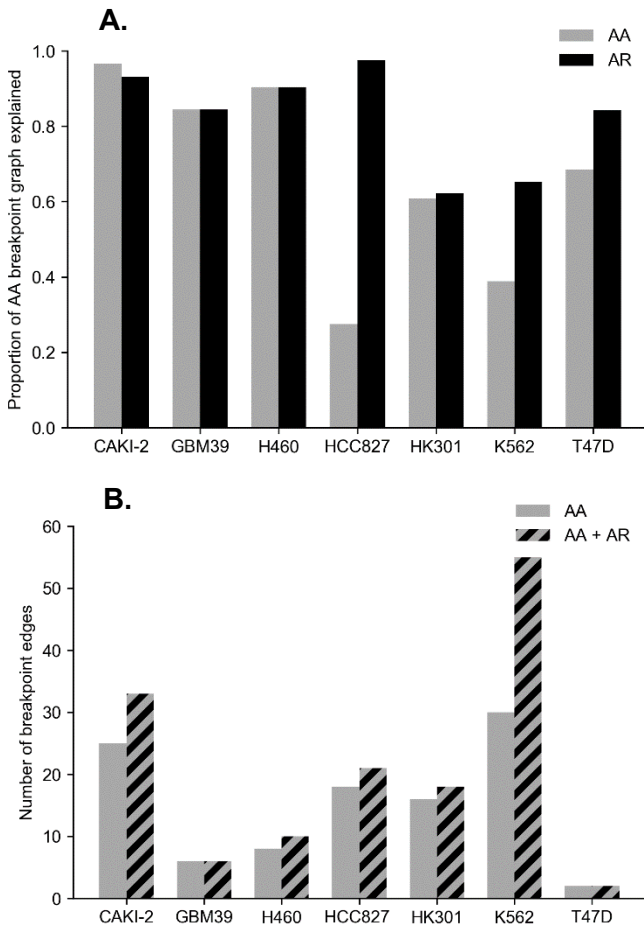 A.
AA
AR
Proportion of AA breakpoint graph explained
1.0
0.8
0.6
0.4
0.2
0.0
CAKI-2 GBM39 H460 HCC827 HK301 K562 T47D
B.
AA
AA + AR
Number of breakpoint edges
60
50
40
30
20
10
0
CAKI-2 GBM39 H460 HCC827 HK301 K562 T47D